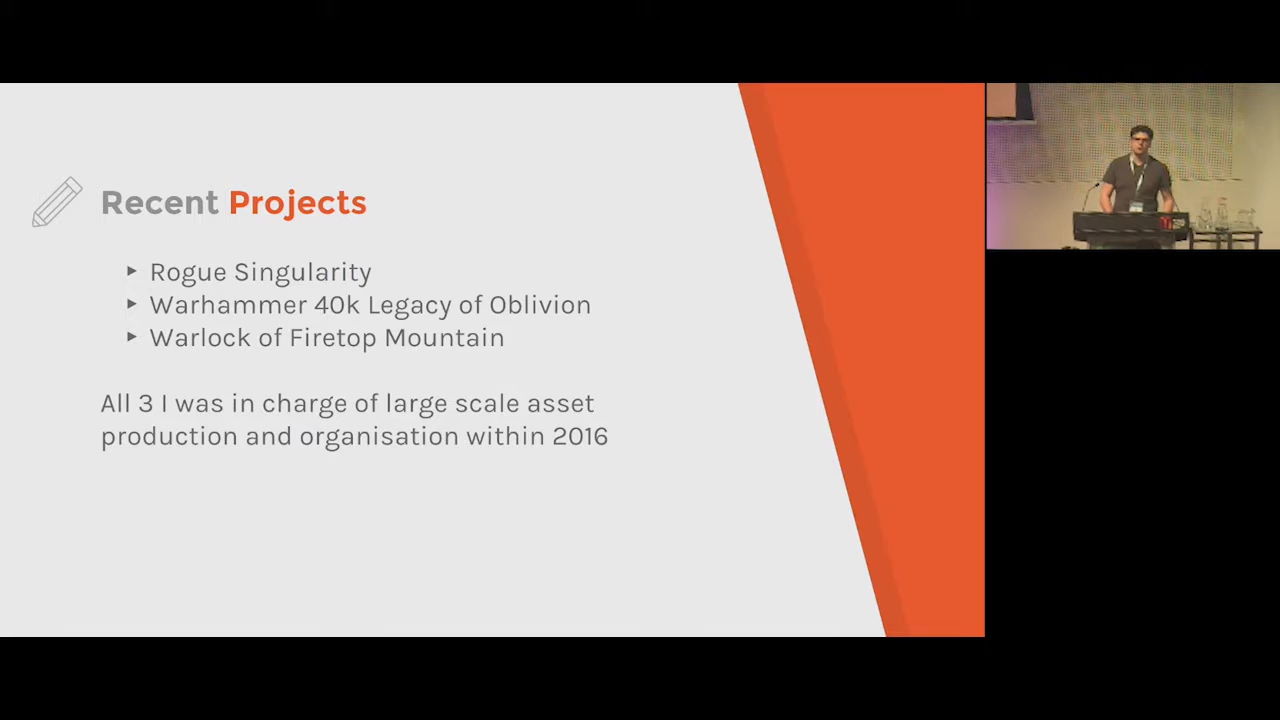 Recent Projects
▸ Rogue Singularity
▸ Warhammer 40k Legacy of Oblivion
▸ Warlock of Firetop Mountain
All 3 I was in charge of large scale asset
production and organisation within 2016